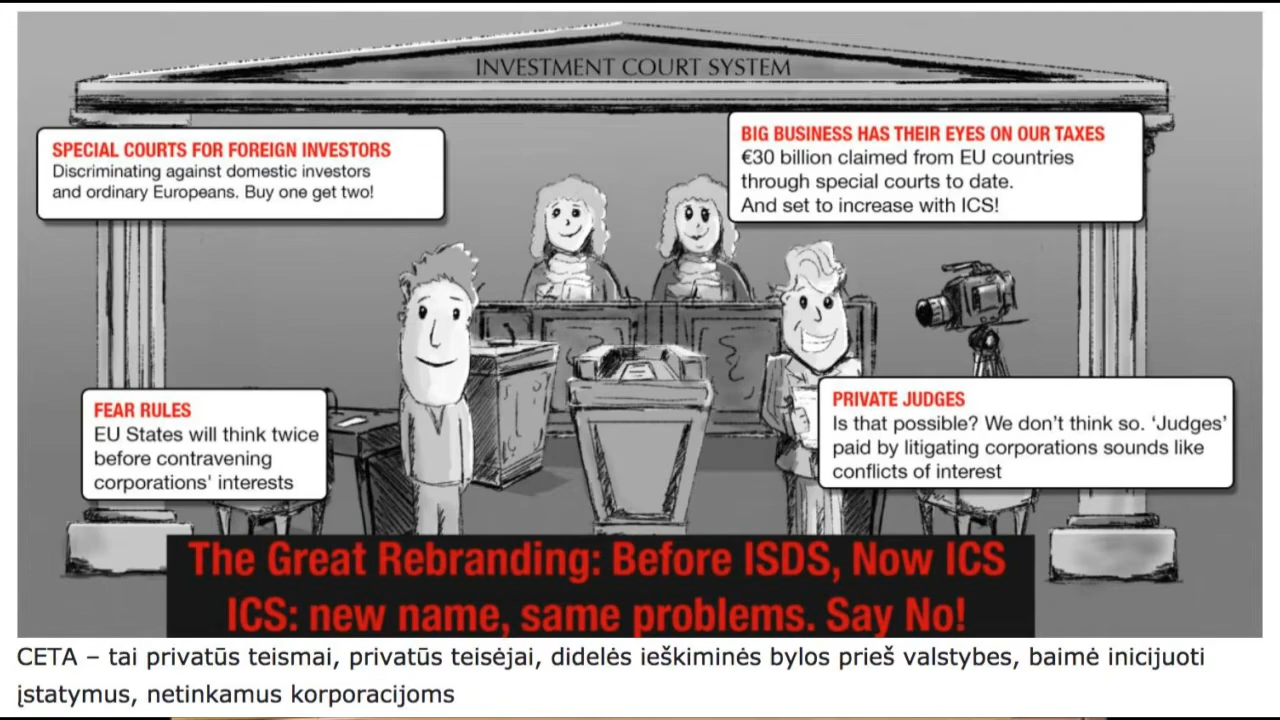 INVESTMENT COURT SYSTEM
SPECIAL COURTS FOR FOREIGN INVESTORS
Discriminating against domestic investors
and ordinary Europeans. Buy one get two!
BIG BUSINESS HAS THEIR EYES ON OUR TAXES
€30 billion claimed from EU countries
through special courts to date.
And set to increase with ICS!
FEAR RULES
EU States will think twice
before contravening
corporations' interests
PRIVATE JUDGES
Is that possible? We don't think so. ‘Judges’
paid by litigating corporations sounds like
conflicts of interest
The Great Rebranding: Before ISDS, Now ICS
ICS: new name, same problems. Say No!
CETA – tai privatūs teismai, privatūs teisėjai, didelės ieškiminės bylos prieš valstybes, baimė inicijuoti
įstatymus, netinkamus korporacijoms